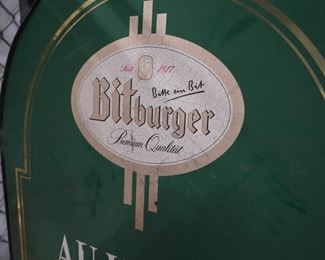 Seit 1817
Bitte ein Bit
Bitburger
Premium Qualität